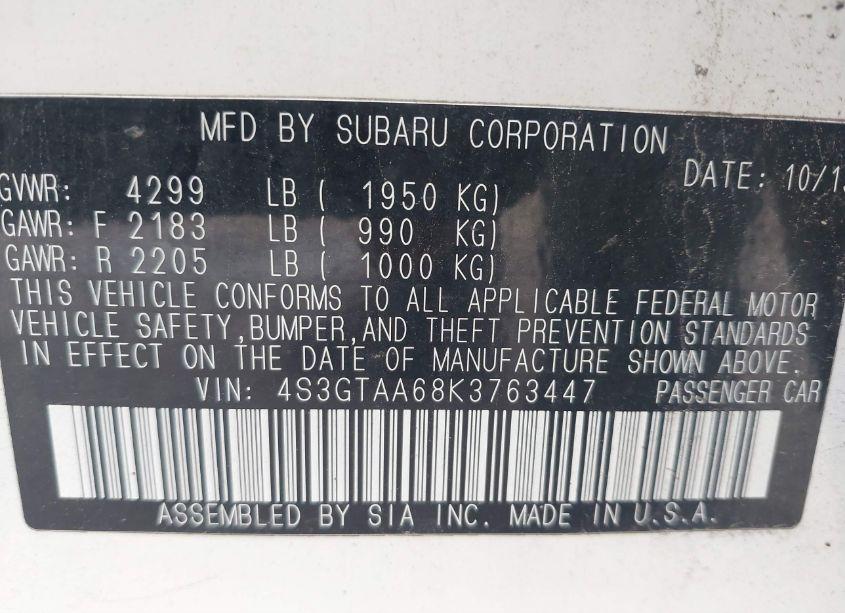 MFD BY SUBARU CORPORATION
DATE: 10/1
GVWR: 4299 LB ( 1950 KG)
GAWR: F 2183 LB ( 990 KG)
GAWR: R 2205 LB ( 1000 KG)
THIS VEHICLE CONFORMS TO ALL APPLICABLE FEDERAL MOTOR
VEHICLE SAFETY,BUMPER,AND THEFT PREVENTION STANDARDS
IN EFFECT ON THE DATE OF MANUFACTURE SHOWN ABOVE.
VIN: 4S3GTAA68K3763447 PASSENGER CAR
ASSEMBLED BY SIA INC. MADE IN U.S.A.